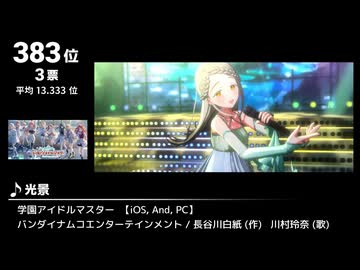 383位
3票
平均 13.333 位
♪光景
学園アイドルマスター 【iOS, And, PC】
バンダイナムコエンターテインメント / 長谷川白紙 (作) 川村玲奈 (歌)